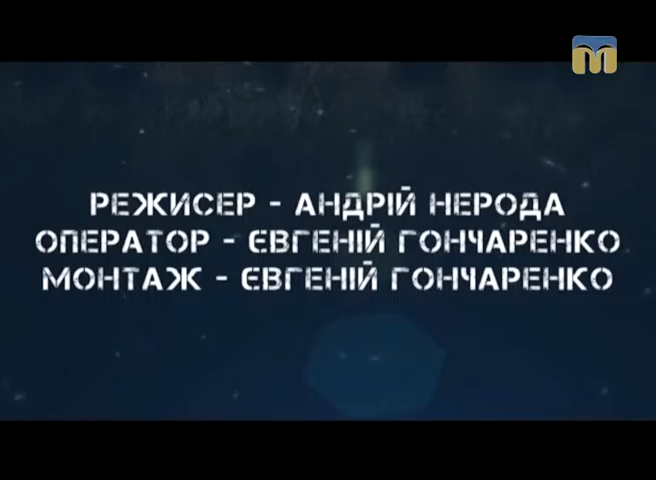 РЕЖИСЕР - АНДРІЙ НЕРОДА
ОПЕРАТОР - ЄВГЕНІЙ ГОНЧАРЕНКО
МОНТАЖ - ЄВГЕНІЙ ГОНЧАРЕНКО